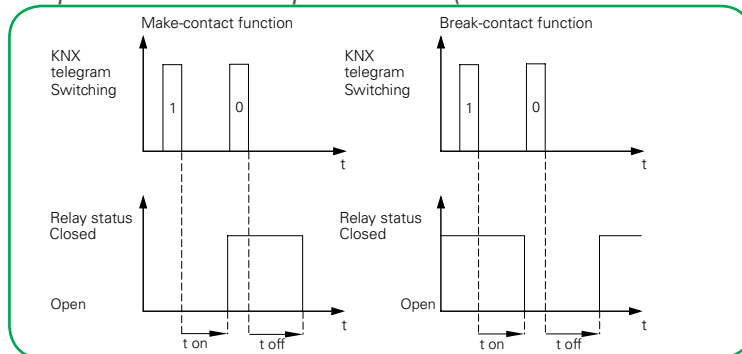 Make-contact function
KNX
telegram
Switching
1
0
t
Relay status
Closed
Open
t on
t off
t
Break-contact function
KNX
telegram
Switching
1
0
t
Relay status
Closed
Open
t on
t off
t